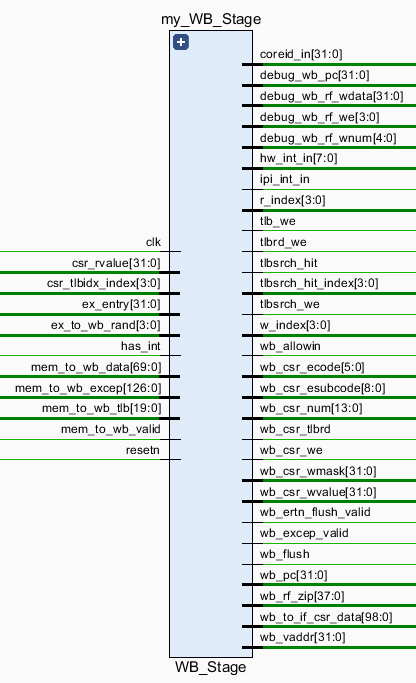 my_WB_Stage
coreid_in[31:0]
debug_wb_pc[31:0]
debug_wb_rf_wdata[31:0]
debug_wb_rf_we[3:0]
debug_wb_rf_wnum[4:0]
hw_int_in[7:0]
ipi_int_in
r_index[3:0]
tlb_we
clk
tlbrd_we
csr_rvalue[31:0]
tlbsrch_hit
csr_tlbidx_index[3:0]
tlbsrch_hit_index[3:0]
ex_entry[31:0]
tlbsrch_we
ex_to_wb_rand[3:0]
w_index[3:0]
has_int
wb_allowin
mem_to_wb_data[69:0]
wb_csr_ecode[5:0]
mem_to_wb_excep[126:0]
wb_csr_esubcode[8:0]
mem_to_wb_tlb[19:0]
wb_csr_num[13:0]
mem_to_wb_valid
wb_csr_tlbrd
resetn
wb_csr_we
wb_csr_wmask[31:0]
wb_csr_wvalue[31:0]
wb_ertn_flush_valid
wb_excep_valid
wb_flush
wb_pc[31:0]
wb_rf_zip[37:0]
wb_to_if_csr_data[98:0]
wb_vaddr[31:0]
WB_Stage